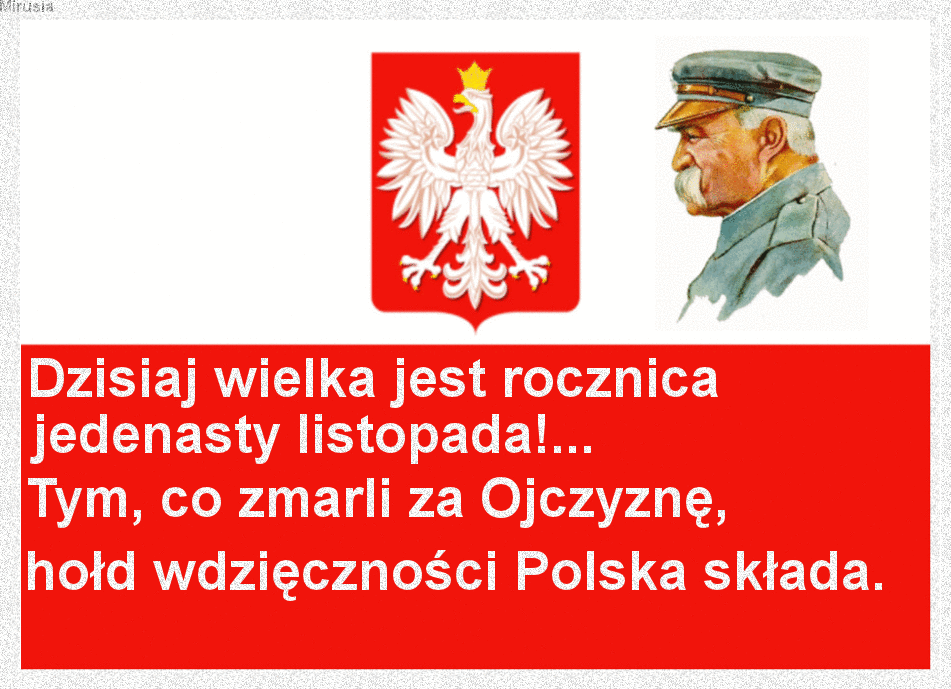 Mirusia
Dzisiaj wielka jest rocznica
jedenasty listopada!...
Tym, co zmarli za Ojczyznę,
hołd wdzięczności Polska składa.